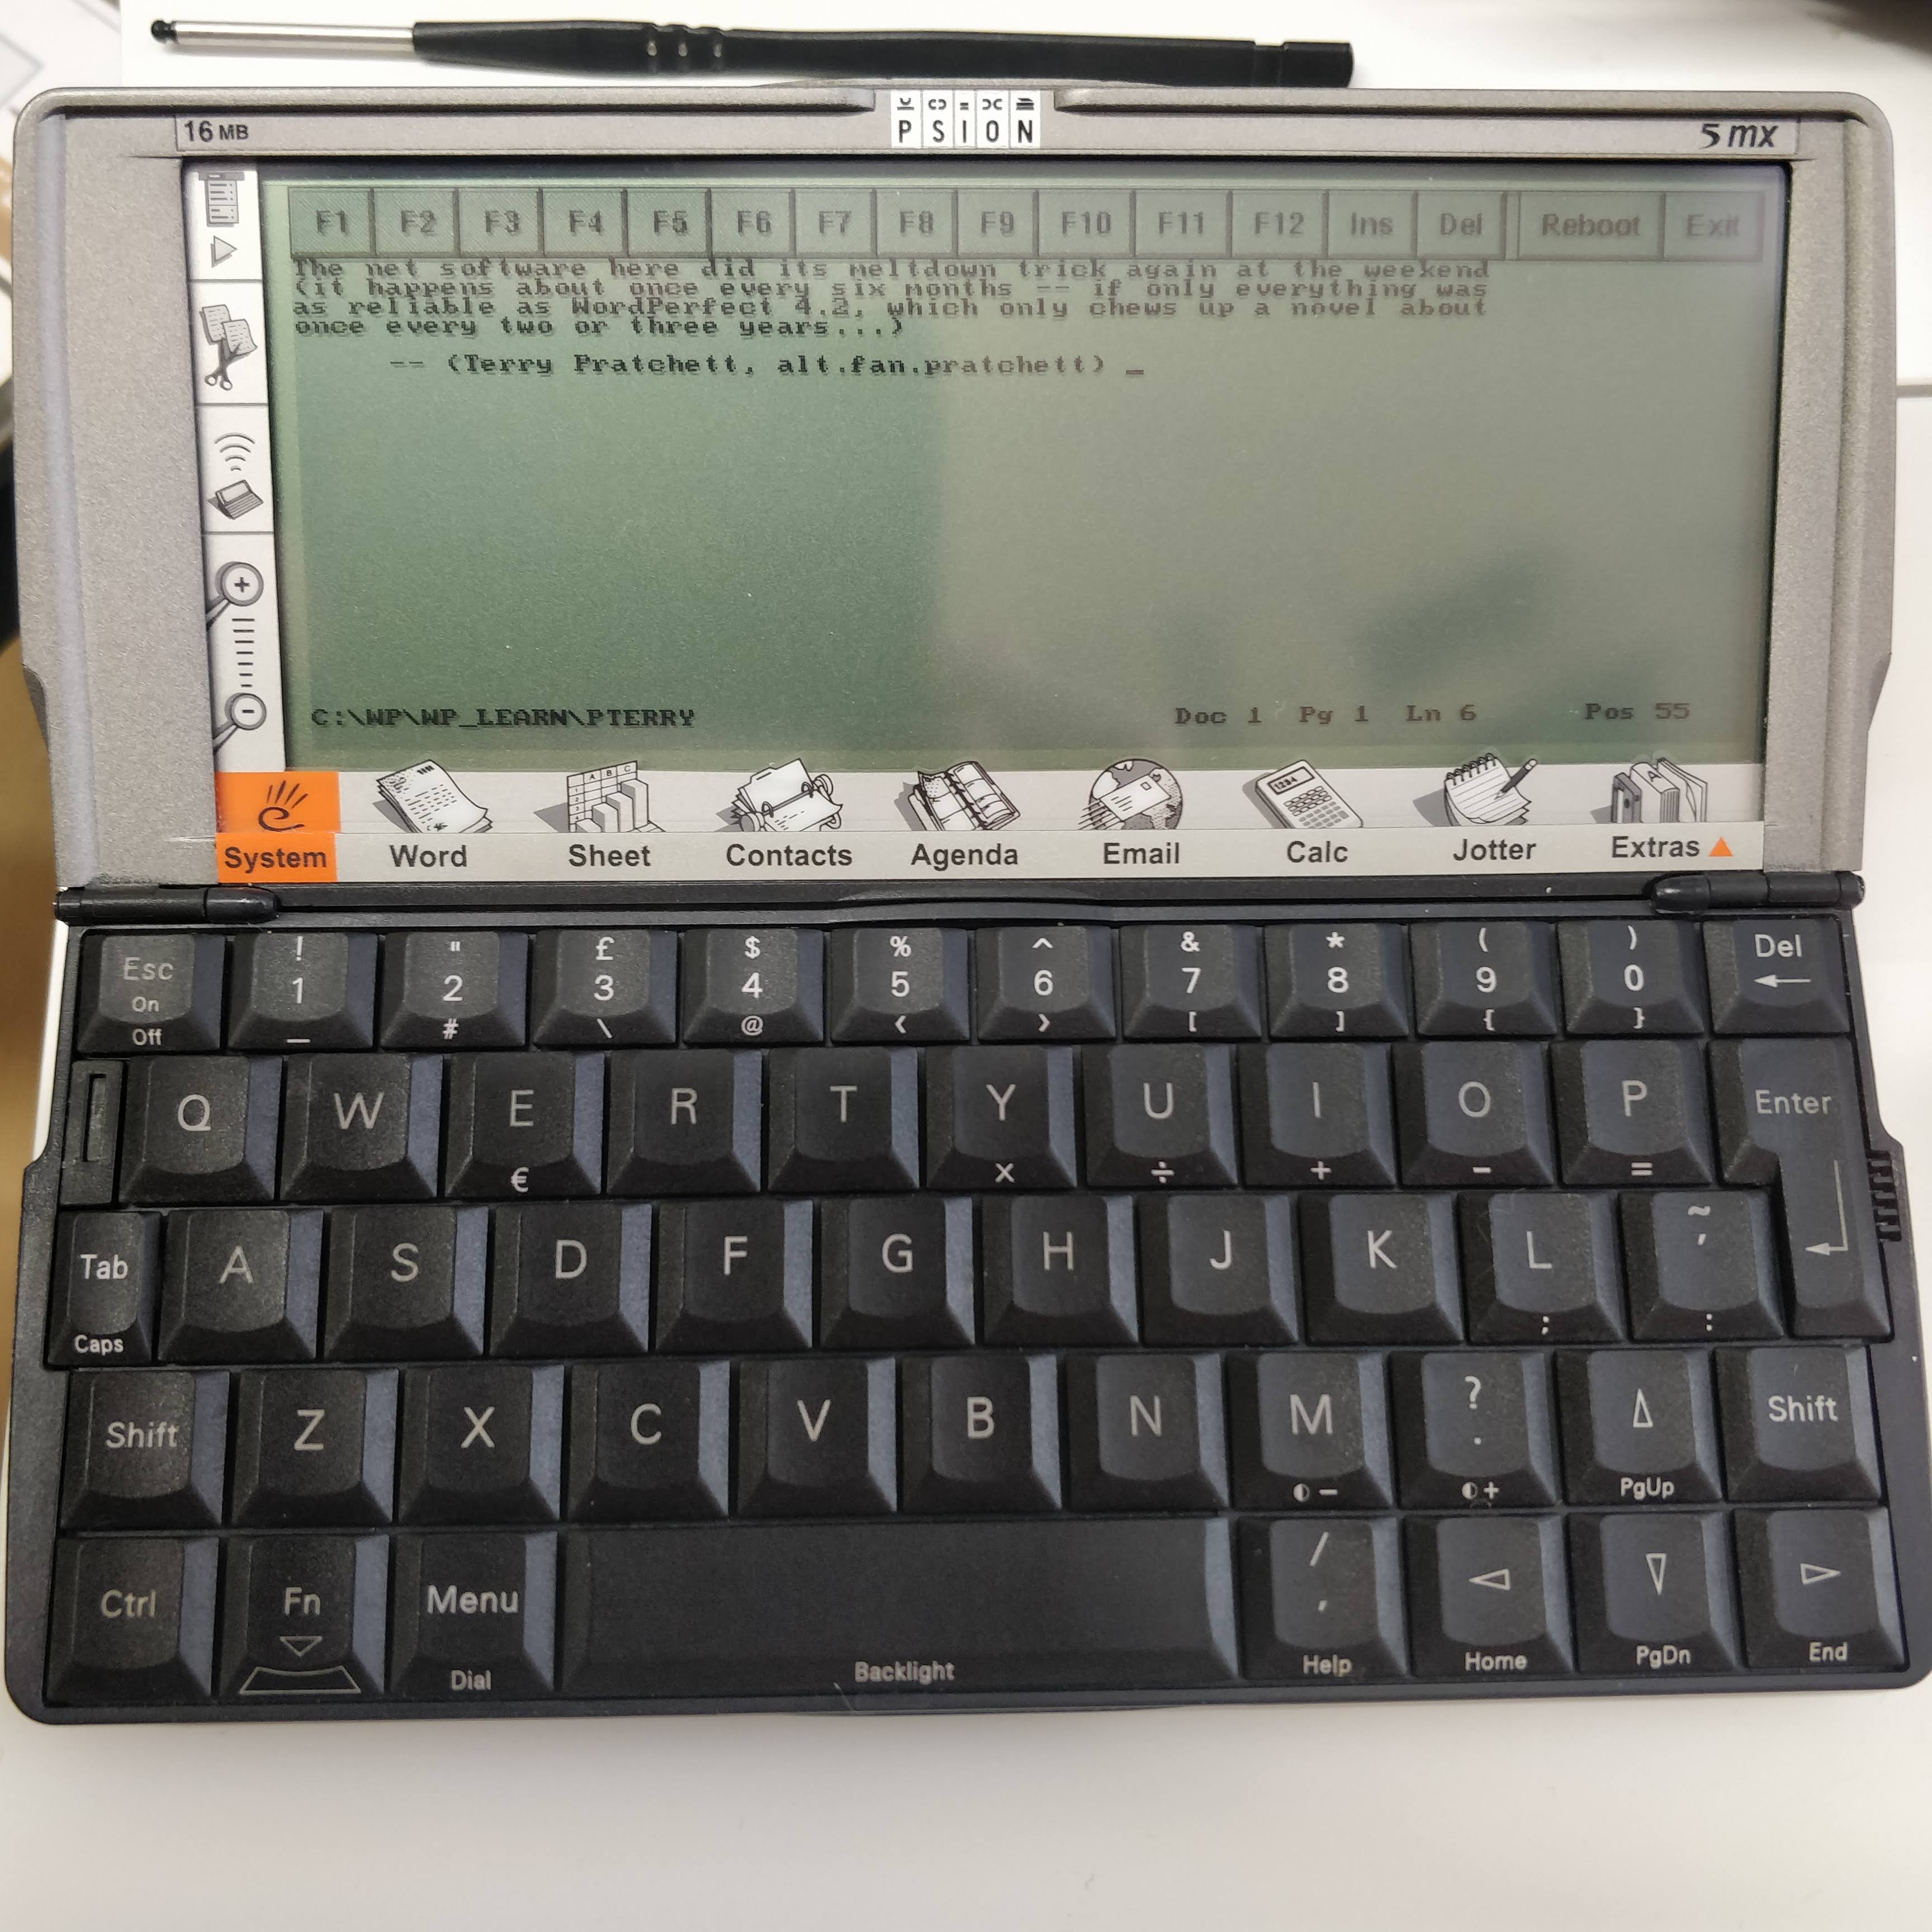 16 MB
PSION
5mx
F1 F2 F3 F4 F5 F6 F7 F8 F9 F10 F11 F12 Ins Del Reboot Exit
The net software here did its meltdown trick again at the weekend
(it happens about once every six months -- if only everything was
as reliable as WordPerfect 4.2, which only chews up a novel about
once every two or three years...)
-- (Terry Pratchett, alt.fan.pratchett) _
C:\WP\WP_LEARN\PTERRY Doc 1 Pg 1 Ln 6 Pos 55
System Word Sheet Contacts Agenda Email Calc Jotter Extras
! " £ $ % ^ & * ( ) Del
Esc 1 2 3 4 5 6 7 8 9 0 ←
On
Off _ # \ @ < > [ ] { }
Q W E R T Y U I O P Enter
€ x ÷ + - =
Tab A S D F G H J K L ~ '
Caps ; :
Shift Z X C V B N M ? . Shift
- + PgUp
Ctrl Fn Menu / ,
Dial Backlight Help Home PgDn End